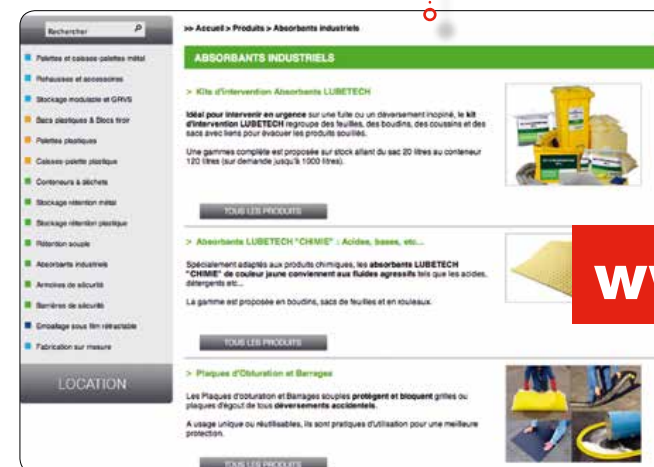 Rechercher
>> Accueil > Produits > Absorbants industriels
Palettes et caisses-palettes métal
Rehausses et accessoires
Stockage modulable et GRVS
Bacs plastiques & Blocs tiroir
Palettes plastiques
Caisses-palette plastique
Conteneurs à déchets
Stockage rétention métal
Stockage rétention plastique
Rétention souple
Absorbants industriels
Armoires de sécurité
Barrières de sécurité
Emballage sous film rétractable
Fabrication sur mesure
LOCATION
ABSORBANTS INDUSTRIELS
> Kits d'intervention Absorbants LUBETECH
Idéal pour intervenir en urgence sur une fuite ou un déversement inopiné, le kit
d'intervention LUBETECH regroupe des feuilles, des boudins, des coussins et des
sacs avec liens pour évacuer les produits souillés.
Une gammes complète est proposée sur stock allant du sac 20 litres au conteneur
120 litres (sur demande jusqu'à 1000 litres).
TOUS LES PRODUITS
> Absorbants LUBETECH "CHIMIE" : Acides, bases, etc...
Spécialement adaptés aux produits chimiques, les absorbents LUBETECH
"CHIMIE" de couleur jaune conviennent aux fluides agressifs tels que les acides,
détergents etc...
La gamme est proposée en boudins, sacs de feuilles et en rouleaux.
TOUS LES PRODUITS
> Plaques d'Obturation et Barrages
Les Plaques d'obturation et Barrages souples protègent et bloquent grilles ou
plaques d'égout de tous déversements accidentels.
A usage unique ou réutilisables, ils sont pratiques d'utilisation pour une meilleure
protection.
TOUS LES PRODUITS